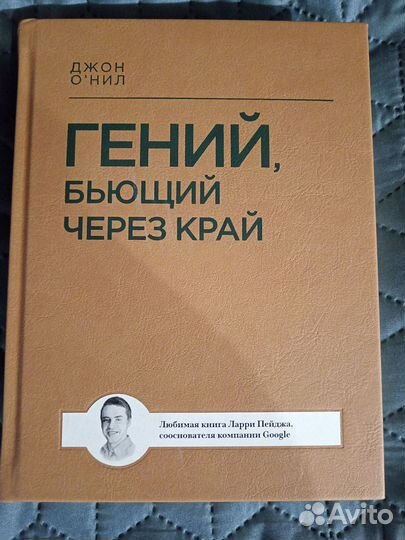 ДЖОН
О'НИЛ
ГЕНИЙ,
БЬЮЩИЙ
ЧЕРЕЗ КРАЙ
Любимая книга Ларри Пейджа,
сооснователя компании Google
Avito